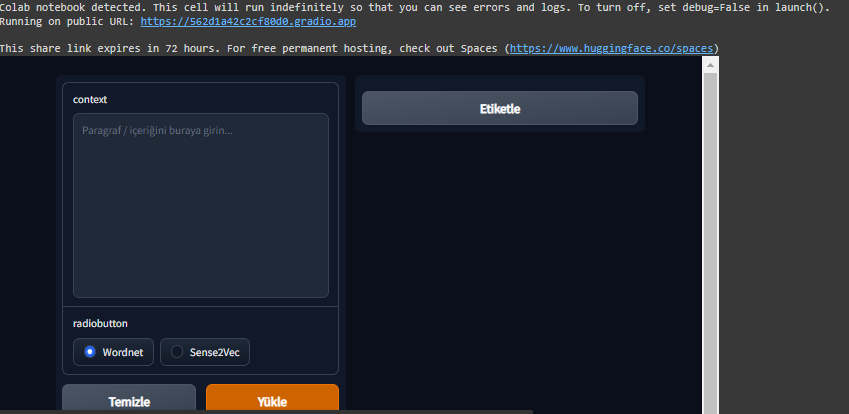 Colab notebook detected. This cell will run indefinitely so that you can see errors and logs. To turn off, set debug=False in launch().
Running on public URL: https://562d1a42c2cf80d0.gradio.app
This share link expires in 72 hours. For free permanent hosting, check out Spaces (https://www.huggingface.co/spaces)
context
Paragraf / içeriğini buraya girin...
Etiketle
radiobutton
Wordnet Sense2Vec
Temizle Yükle